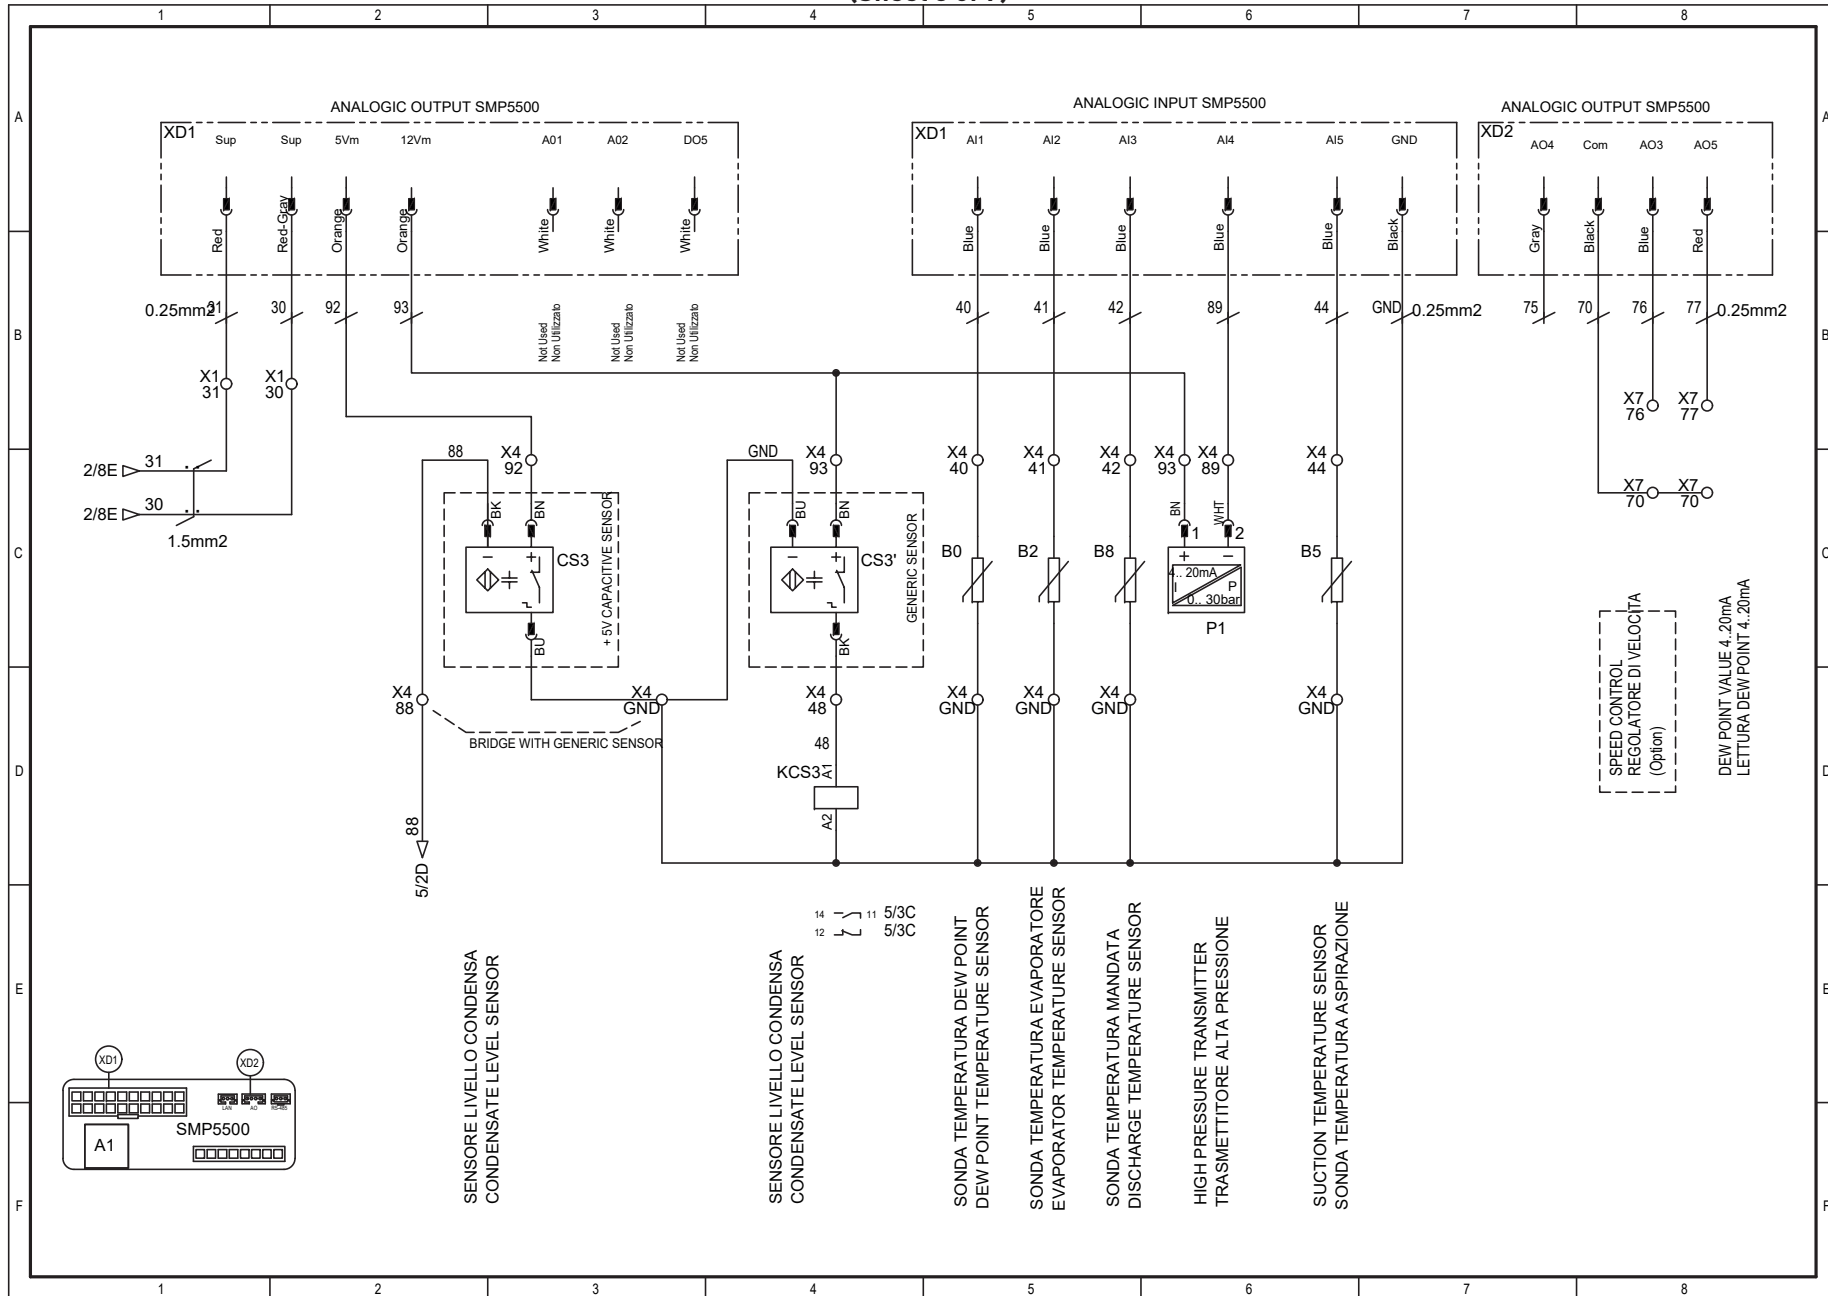 1 2 3 4 5 6 7 8
A
B
C
D
E
F
A
B
C
D
ANALOGIC OUTPUT SMP5500
XD1
Sup Sup 5Vm 12Vm A01 A02 DO5
Red
Red-Gray
Orange
Orange
White
White
White
0.25mm2
31
30
92
93
Not Used
Non Utilizzato
Not Used
Non Utilizzato
Not Used
Non Utilizzato
ANALOGIC INPUT SMP5500
XD1
AI1 AI2 AI3 AI4 AI5 GND
Blue
Blue
Blue
Blue
Blue
Black
40
41
42
89
44
GND
0.25mm2
ANALOGIC OUTPUT SMP5500
XD2
AO4 Com AO3 AO5
Gray
Black
Blue
Red
75
70
76
77
0.25mm2
X1
31
X1
30
X7
76
X7
77
2/8E 31
2/8E 30
1.5mm2
88
X4
92
GND
X4
93
X4
40
X4
41
X4
42
X4
93
X4
89
X4
44
X7
70
X7
70
BK
BN
- +
CS3
BU
+ 5V CAPACITIVE SENSOR
BU
BN
- +
CS3'
BK
GENERIC SENSOR
B0
B2
B8
BN
WHT
1
2
+ -
4.. 20mA
I
P
0.. 30bar
P1
B5
SPEED CONTROL
REGOLATORE DI VELOCITA
(Option)
DEW POINT VALUE 4..20mA
LETTURA DEW POINT 4..20mA
X4
88
X4
GND
X4
48
X4
GND
X4
GND
X4
GND
X4
GND
BRIDGE WITH GENERIC SENSOR
48
KCS3
A1
A2
88
5/2D
14 11 5/3C
12 5/3C
SENSORE LIVELLO CONDENSA
CONDENSATE LEVEL SENSOR
SENSORE LIVELLO CONDENSA
CONDENSATE LEVEL SENSOR
SONDA TEMPERATURA DEW POINT
DEW POINT TEMPERATURE SENSOR
SONDA TEMPERATURA EVAPORATORE
EVAPORATOR TEMPERATURE SENSOR
SONDA TEMPERATURA MANDATA
DISCHARGE TEMPERATURE SENSOR
HIGH PRESSURE TRANSMITTER
TRASMETTITORE ALTA PRESSIONE
SUCTION TEMPERATURE SENSOR
SONDA TEMPERATURA ASPIRAZIONE
XD1
XD2
LAN AO RS-485
SMP5500
A1
1 2 3 4 5 6 7 8